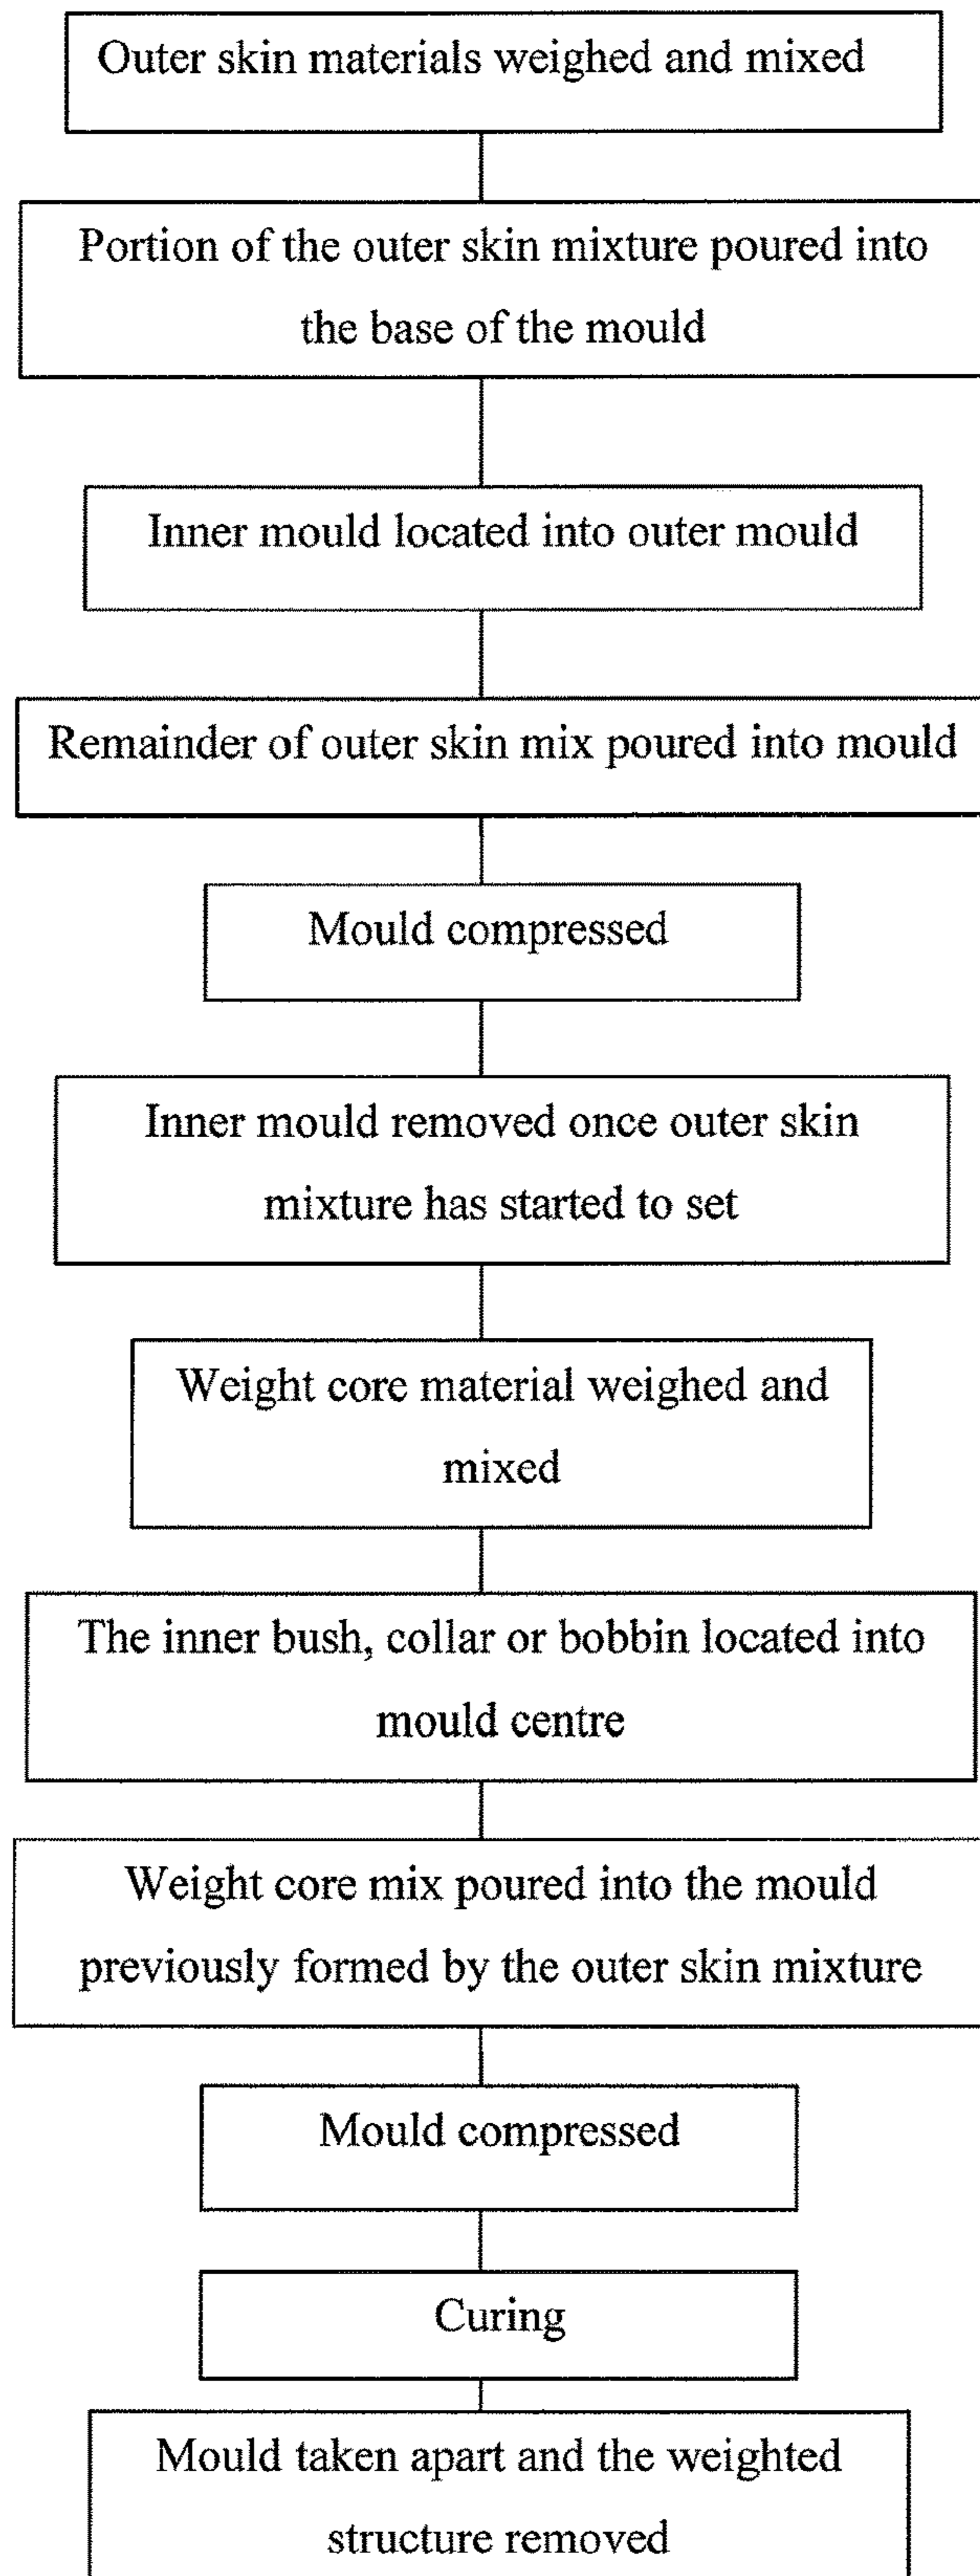 Outer skin materials weighed and mixed
Portion of the outer skin mixture poured into
the base of the mould
Inner mould located into outer mould
Remainder of outer skin mix poured into mould
Mould compressed
Inner mould removed once outer skin
mixture has started to set
Weight core material weighed and
mixed
The inner bush, collar or bobbin located into
mould centre
Weight core mix poured into the mould
previously formed by the outer skin mixture
Mould compressed
Curing
Mould taken apart and the weighted
structure removed